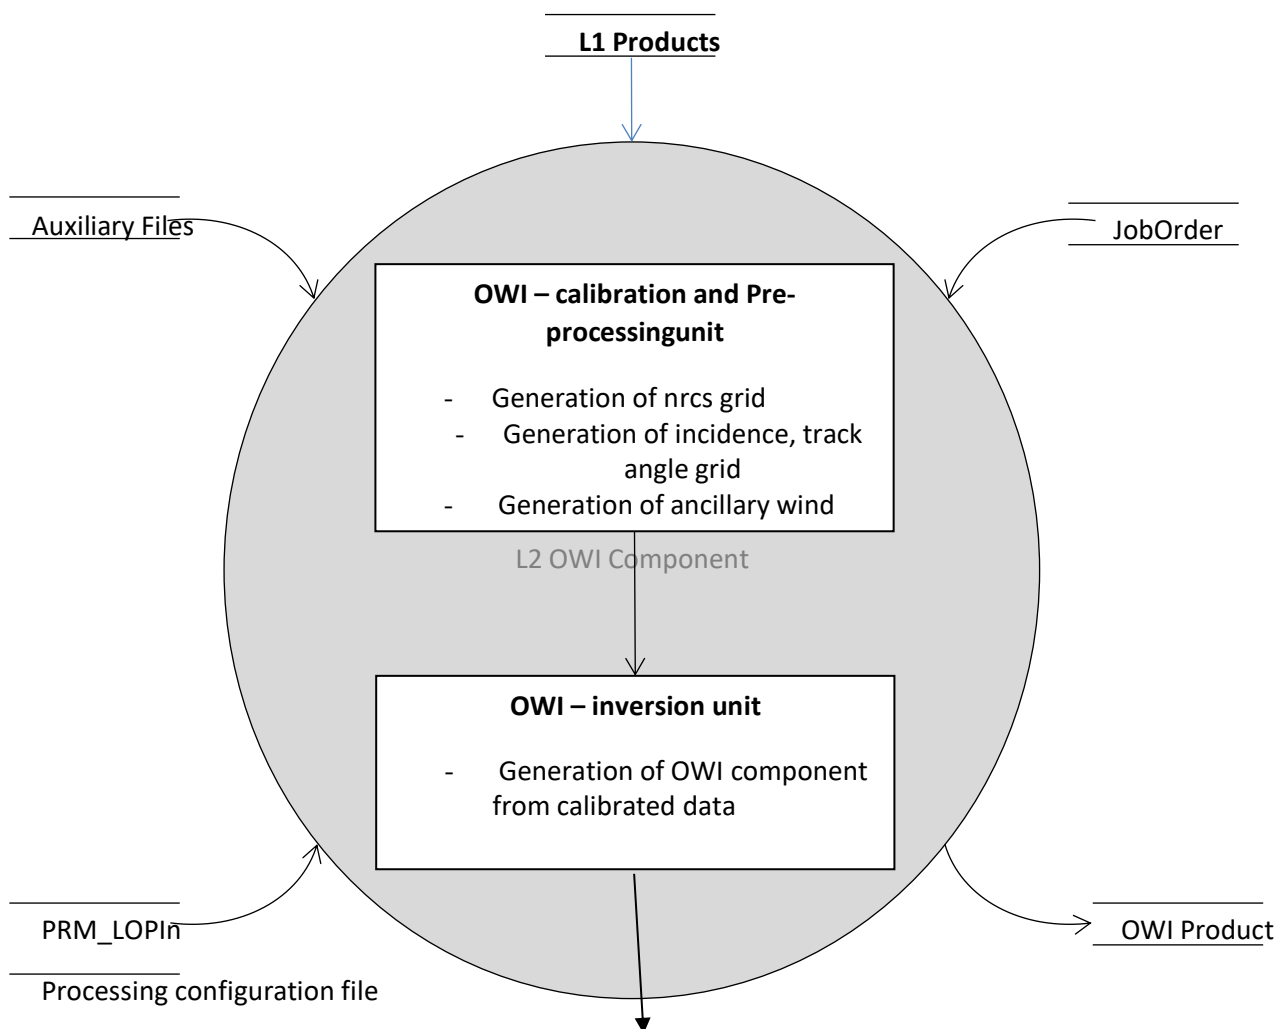 L1 Products
Auxiliary Files
JobOrder
OWI – calibration and Pre-
processingunit
- Generation of nrcs grid
- Generation of incidence, track
angle grid
- Generation of ancillary wind
L2 OWI Component
OWI – inversion unit
- Generation of OWI component
from calibrated data
PRM_LOPIn
OWI Product
Processing configuration file